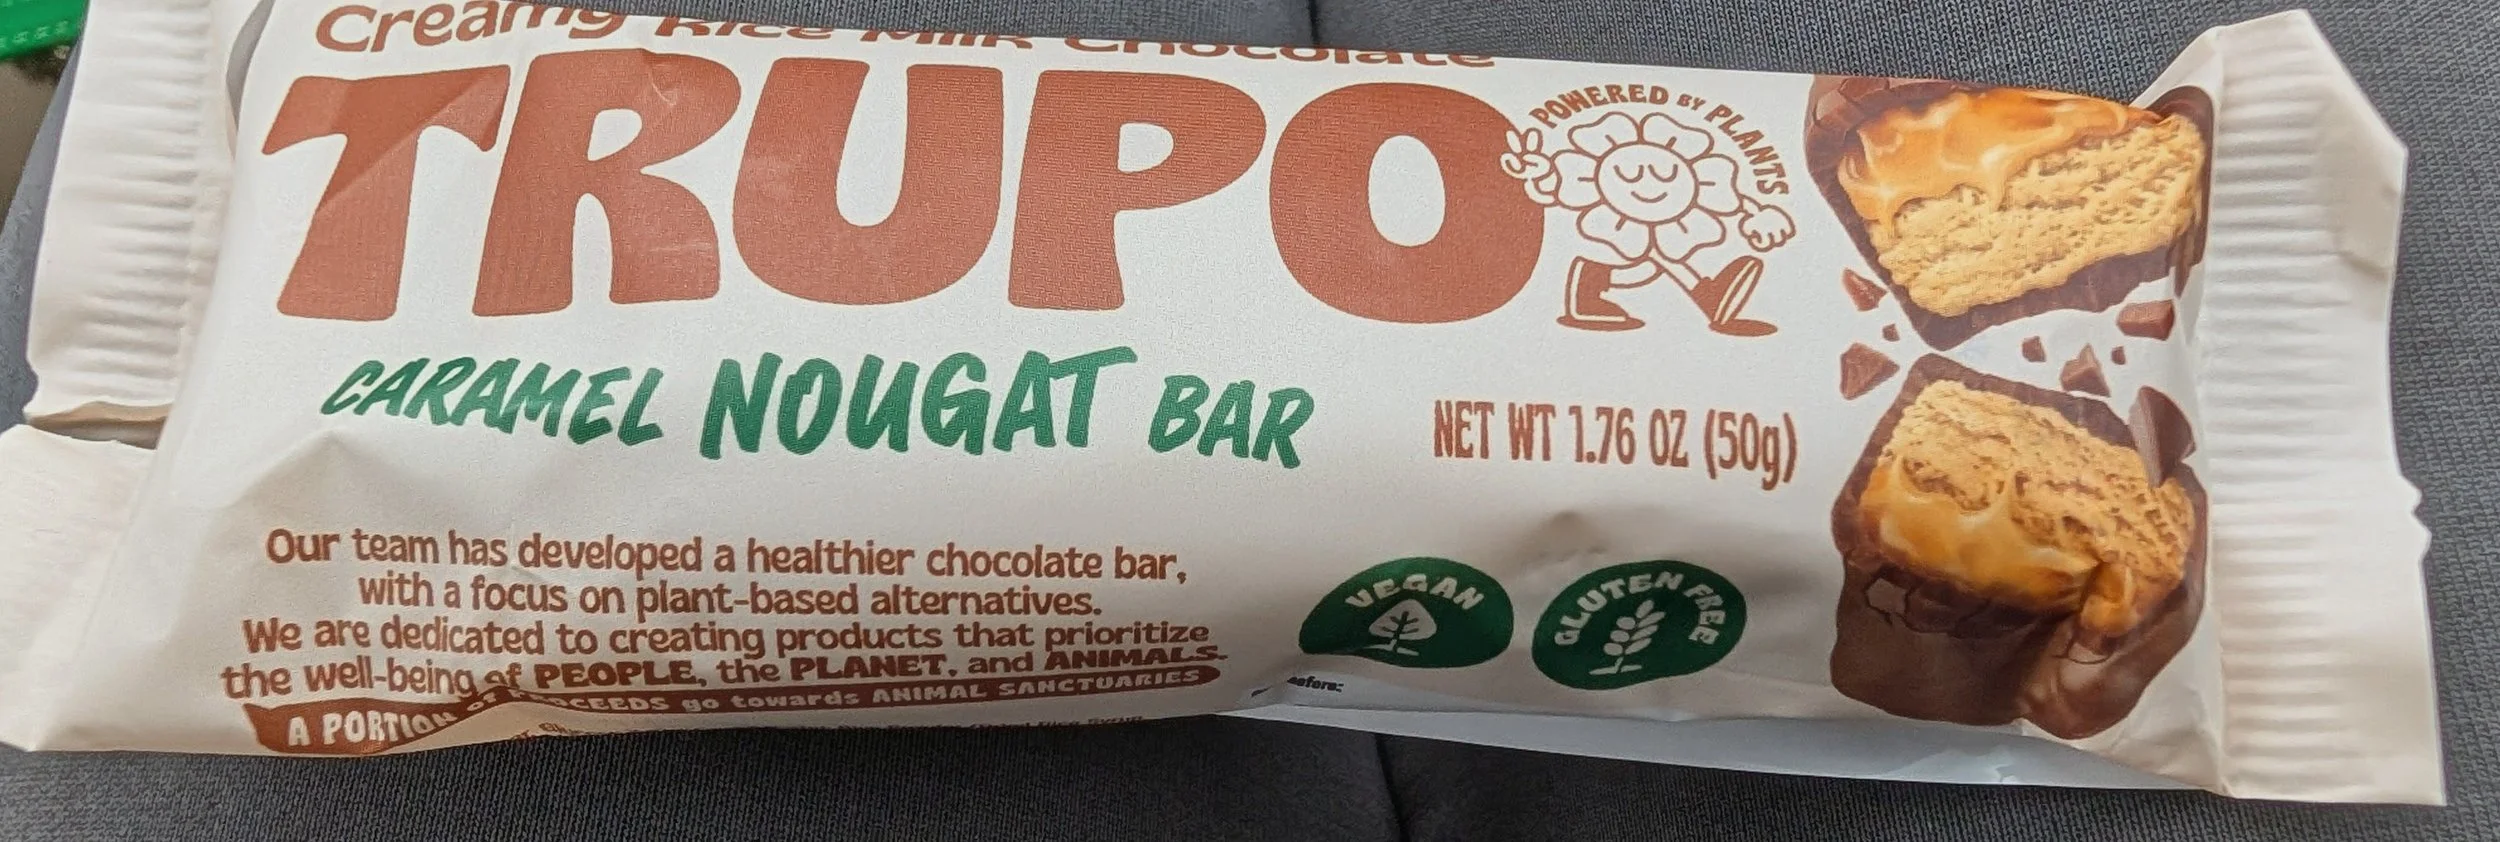 Creamy Rice Milk Chocolate
TRUPO
POWERED BY PLANTS
CARAMEL NOUGAT BAR
NET WT 1.76 OZ (50g)
Our team has developed a healthier chocolate bar,
with a focus on plant-based alternatives.
We are dedicated to creating products that prioritize
the well-being of PEOPLE, the PLANET, and ANIMALS.
A PORTION OF PROCEEDS go towards ANIMAL SANCTUARIES
VEGAN
GLUTEN FREE